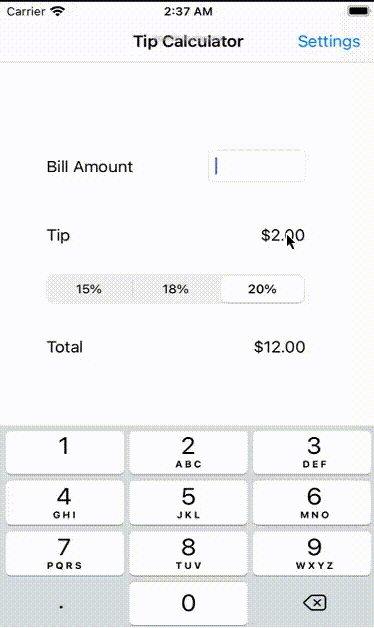 Carrier 2:37 AM
Tip Calculator Settings
Bill Amount
Tip $2.00
15% 18% 20%
Total $12.00
1 2 3
ABC DEF
4 5 6
GHI JKL MNO
7 8 9
PQRS TUV WXYZ
. 0